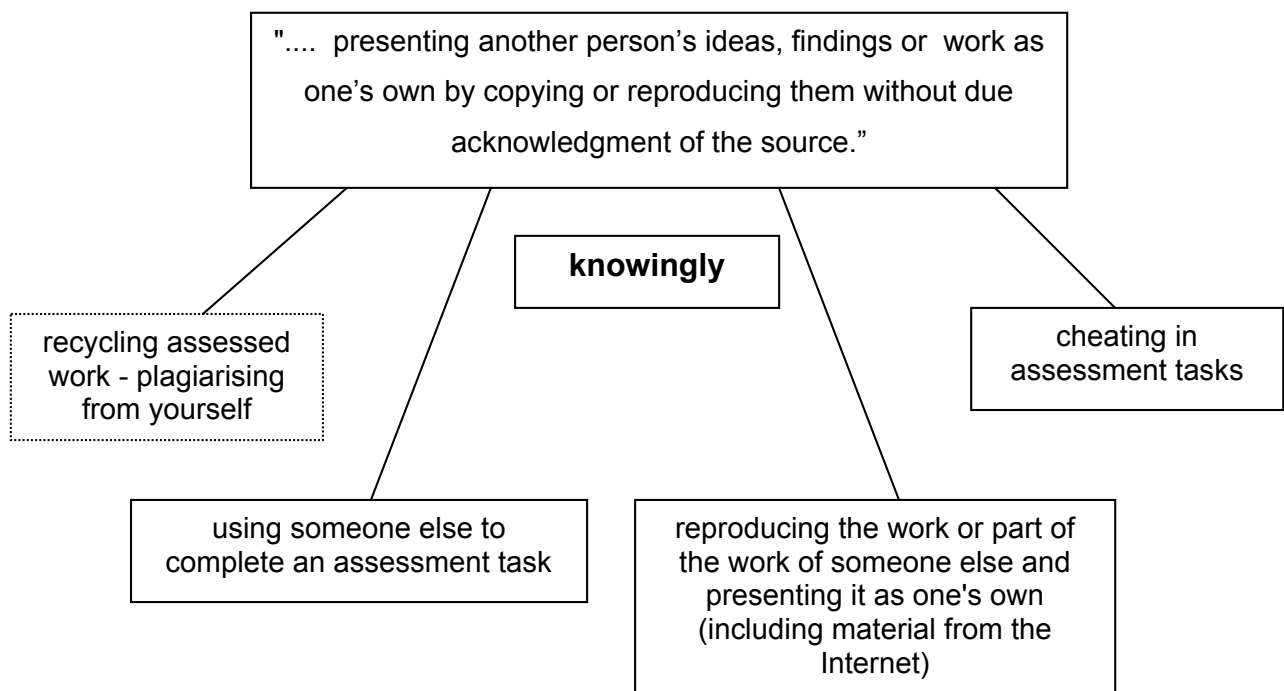 ".... presenting another person’s ideas, findings or work as
one’s own by copying or reproducing them without due
acknowledgment of the source.”
knowingly
recycling assessed
work - plagiarising
from yourself
cheating in
assessment tasks
using someone else to
complete an assessment task
reproducing the work or part of
the work of someone else and
presenting it as one's own
(including material from the
Internet)